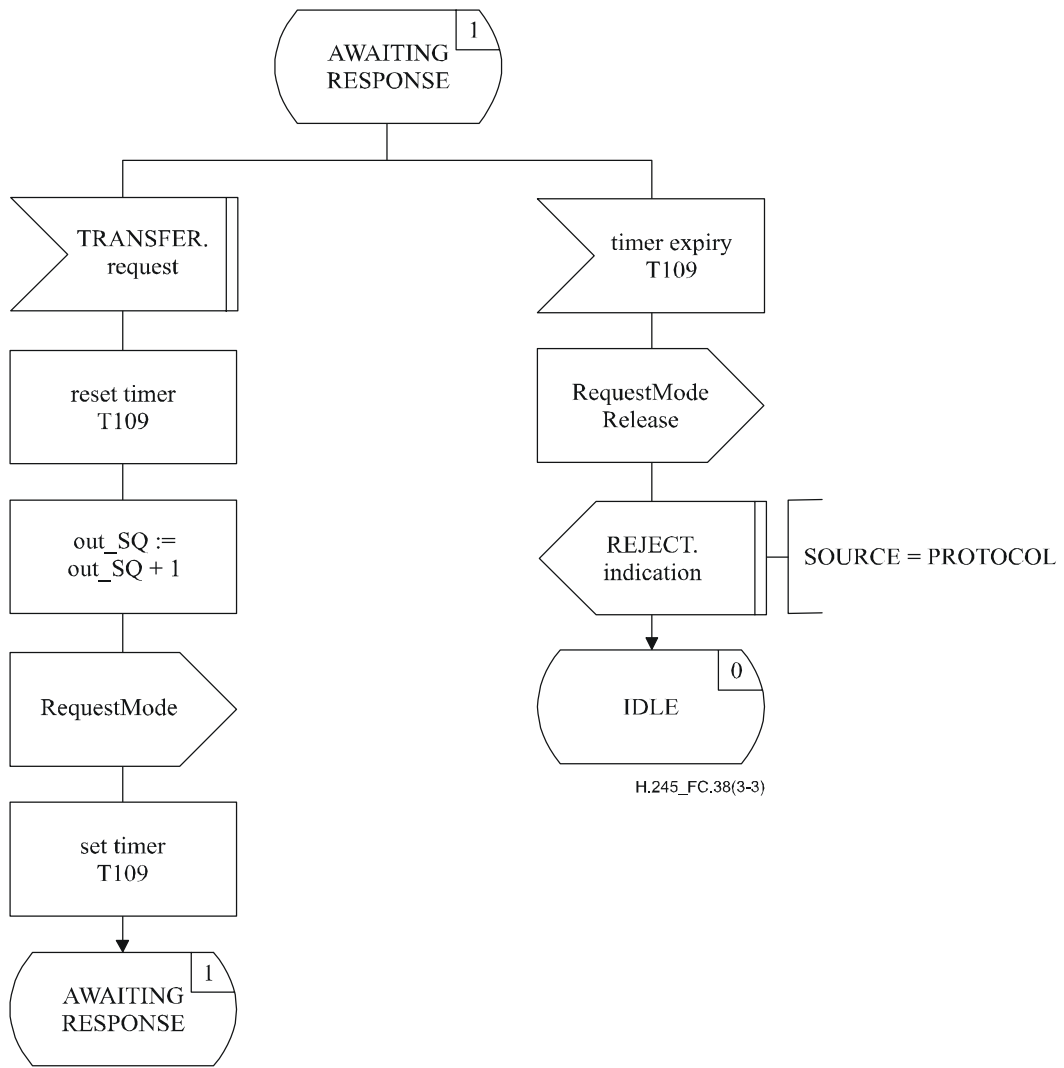 1
AWAITING
RESPONSE
TRANSFER.
request
reset timer
T109
out_SQ :=
out_SQ + 1
RequestMode
set timer
T109
1
AWAITING
RESPONSE
timer expiry
T109
RequestMode
Release
REJECT.
indication
SOURCE = PROTOCOL
0
IDLE
H.245_FC.38(3-3)